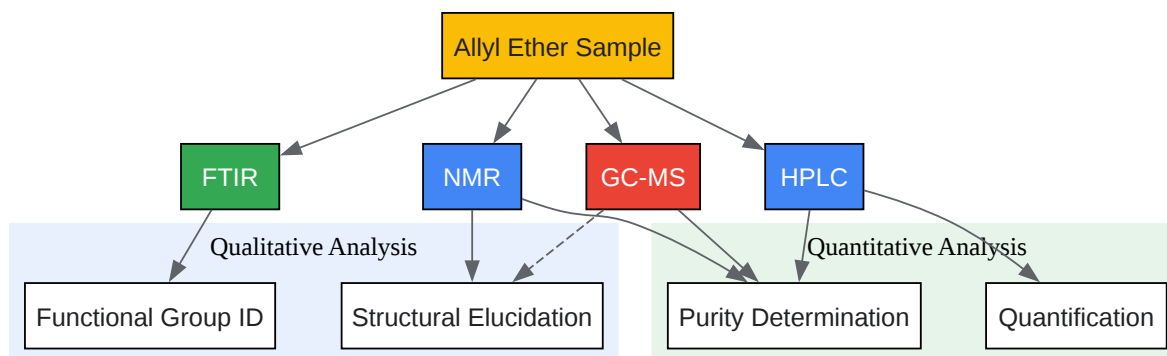 Allyl Ether Sample
FTIR
NMR
GC-MS
HPLC
Qualitative Analysis
Quantitative Analysis
Functional Group ID
Structural Elucidation
Purity Determination
Quantification